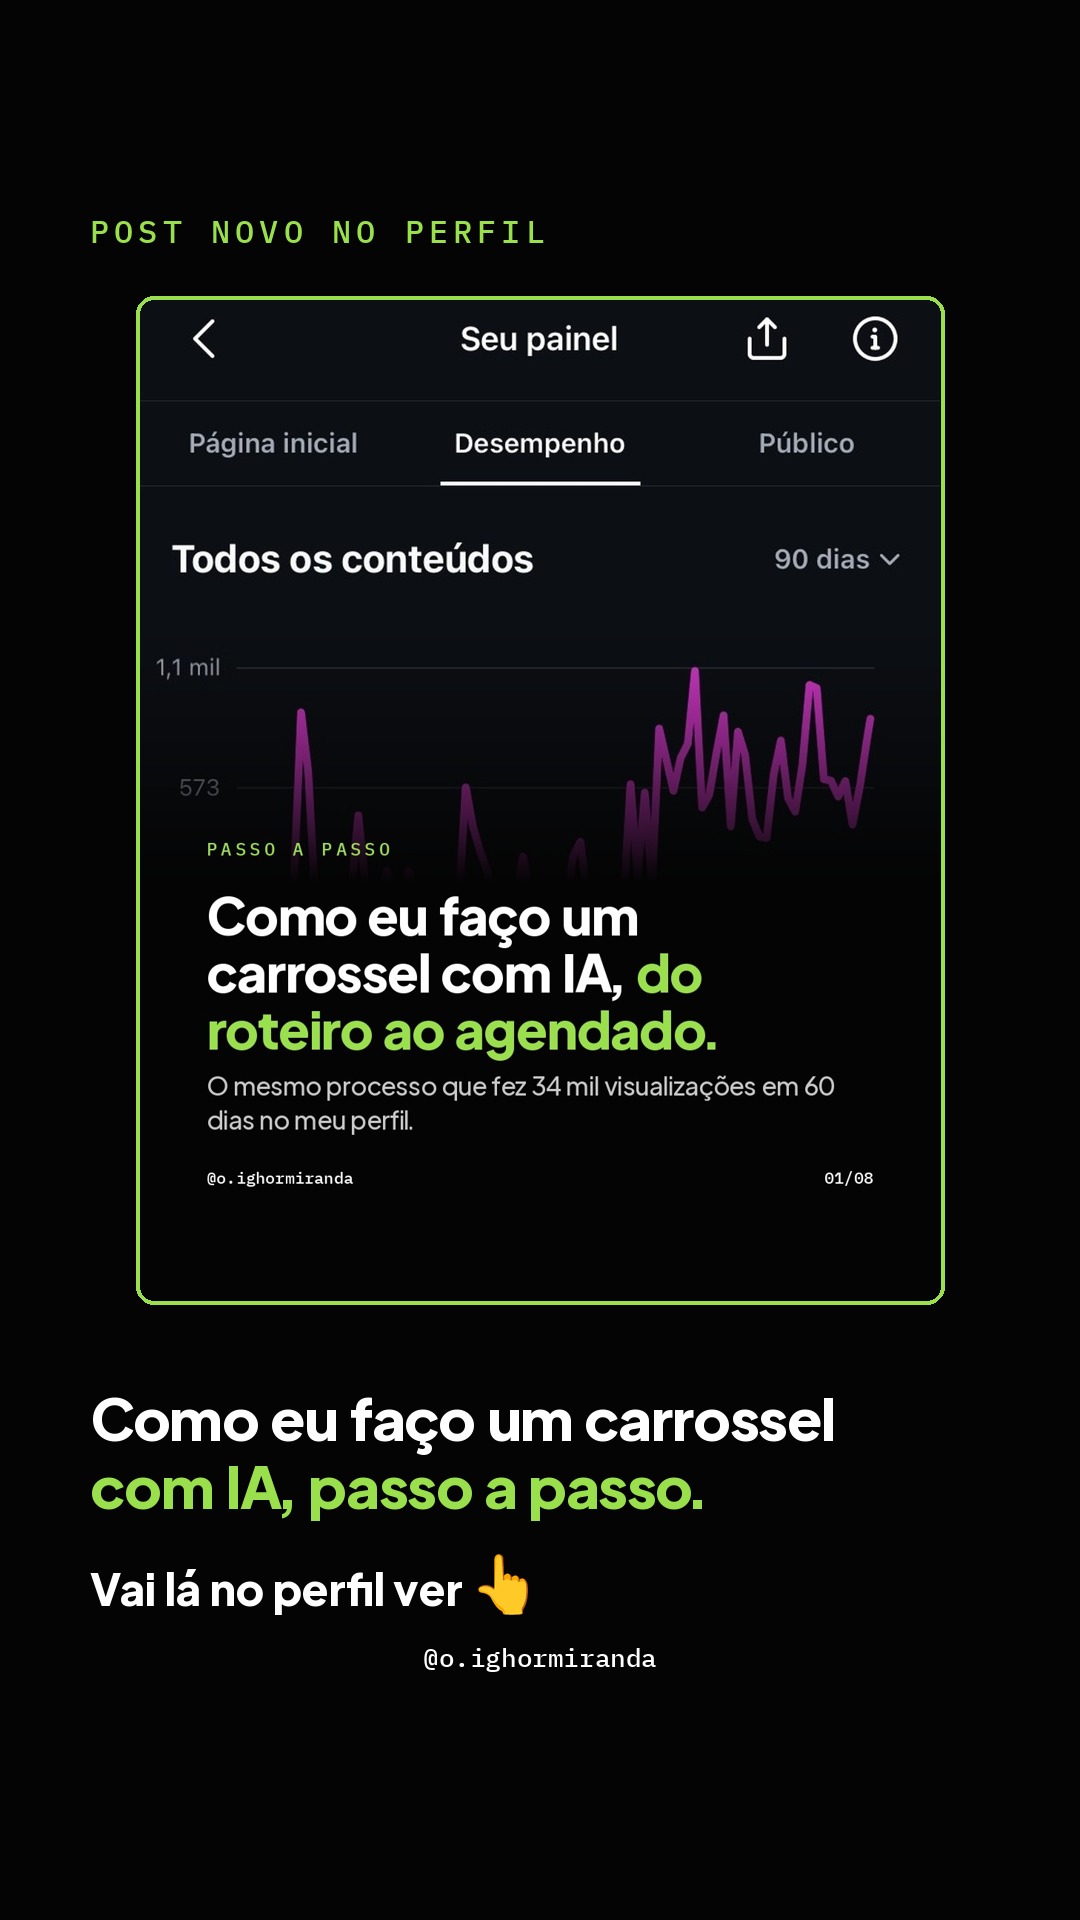 POST NOVO NO PERFIL
Seu painel
Página inicial
Desempenho
Público
Todos os conteúdos
90 dias
1,1 mil
573
PASSO A PASSO
Como eu faço um
carrossel com IA, do
roteiro ao agendado.
O mesmo processo que fez 34 mil visualizações em 60
dias no meu perfil.
@o.ighormiranda
01/08
Como eu faço um carrossel
com IA, passo a passo.
Vai lá no perfil ver 👆
@o.ighormiranda